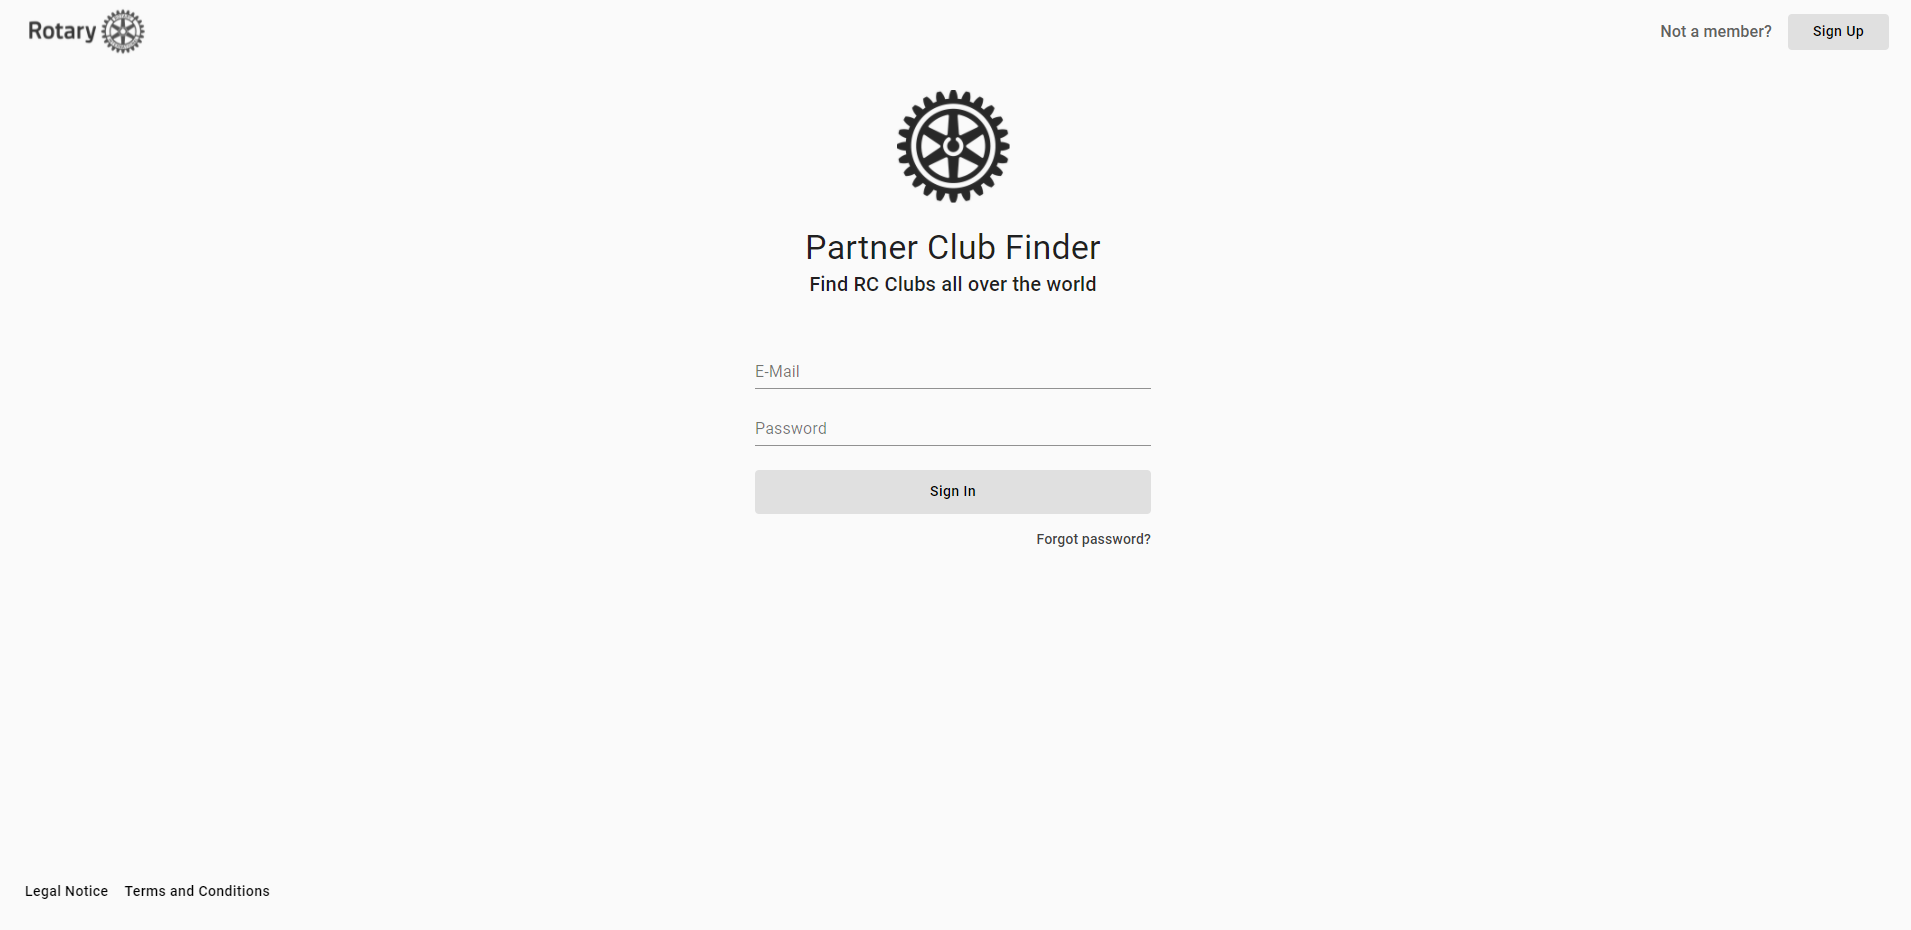 Rotary
Not a member?
Sign Up
Partner Club Finder
Find RC Clubs all over the world
E-Mail
Password
Sign In
Forgot password?
Legal Notice
Terms and Conditions